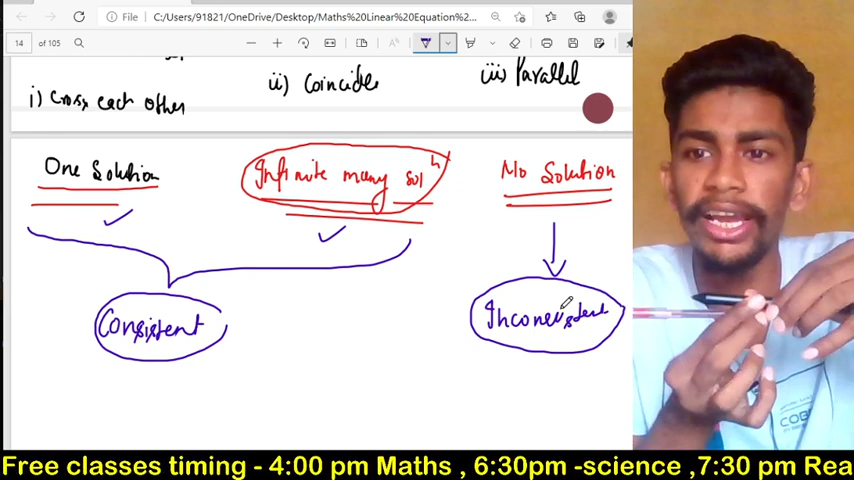 File
C:/Users/91821/OneDrive/Desktop/Maths%20Linear%20Equation%2...
14 of 105
i) Cross each other
ii) Coincide
iii) Parallel
One Solution
Infinite many solⁿ
No Solution
Consistent
Inconsistent
COB
Free classes timing - 4:00 pm Maths , 6:30pm -science ,7:30 pm Rea